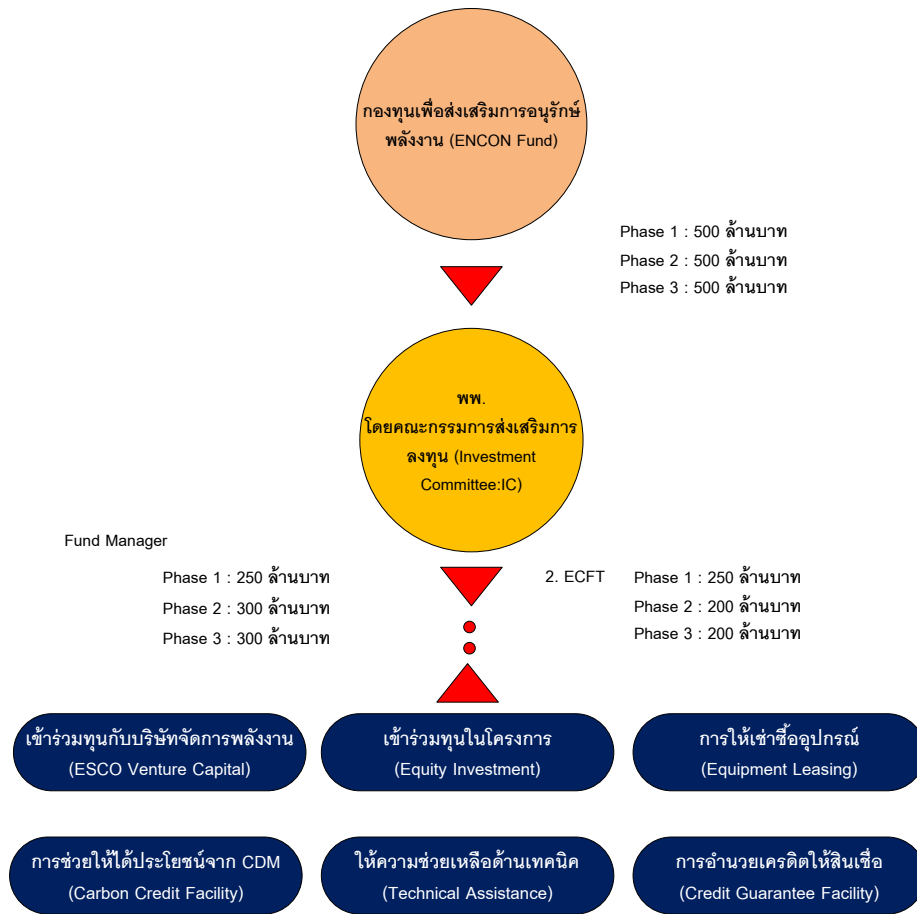 กองทุนเพื่อส่งเสริมการอนุรักษ์
พลังงาน (ENCON Fund)
Phase 1 : 500 ล้านบาท
Phase 2 : 500 ล้านบาท
Phase 3 : 500 ล้านบาท
พพ.
โดยคณะกรรมการส่งเสริมการ
ลงทุน (Investment
Committee:IC)
Fund Manager
Phase 1 : 250 ล้านบาท
Phase 2 : 300 ล้านบาท
Phase 3 : 300 ล้านบาท
2. ECFT
Phase 1 : 250 ล้านบาท
Phase 2 : 200 ล้านบาท
Phase 3 : 200 ล้านบาท
เข้าร่วมทุนกับบริษัทจัดการพลังงาน
(ESCO Venture Capital)
เข้าร่วมทุนในโครงการ
(Equity Investment)
การให้เช่าซื้ออุปกรณ์
(Equipment Leasing)
การช่วยให้ได้ประโยชน์จาก CDM
(Carbon Credit Facility)
ให้ความช่วยเหลือด้านเทคนิค
(Technical Assistance)
การอำนวยเครดิตให้สินเชื่อ
(Credit Guarantee Facility)